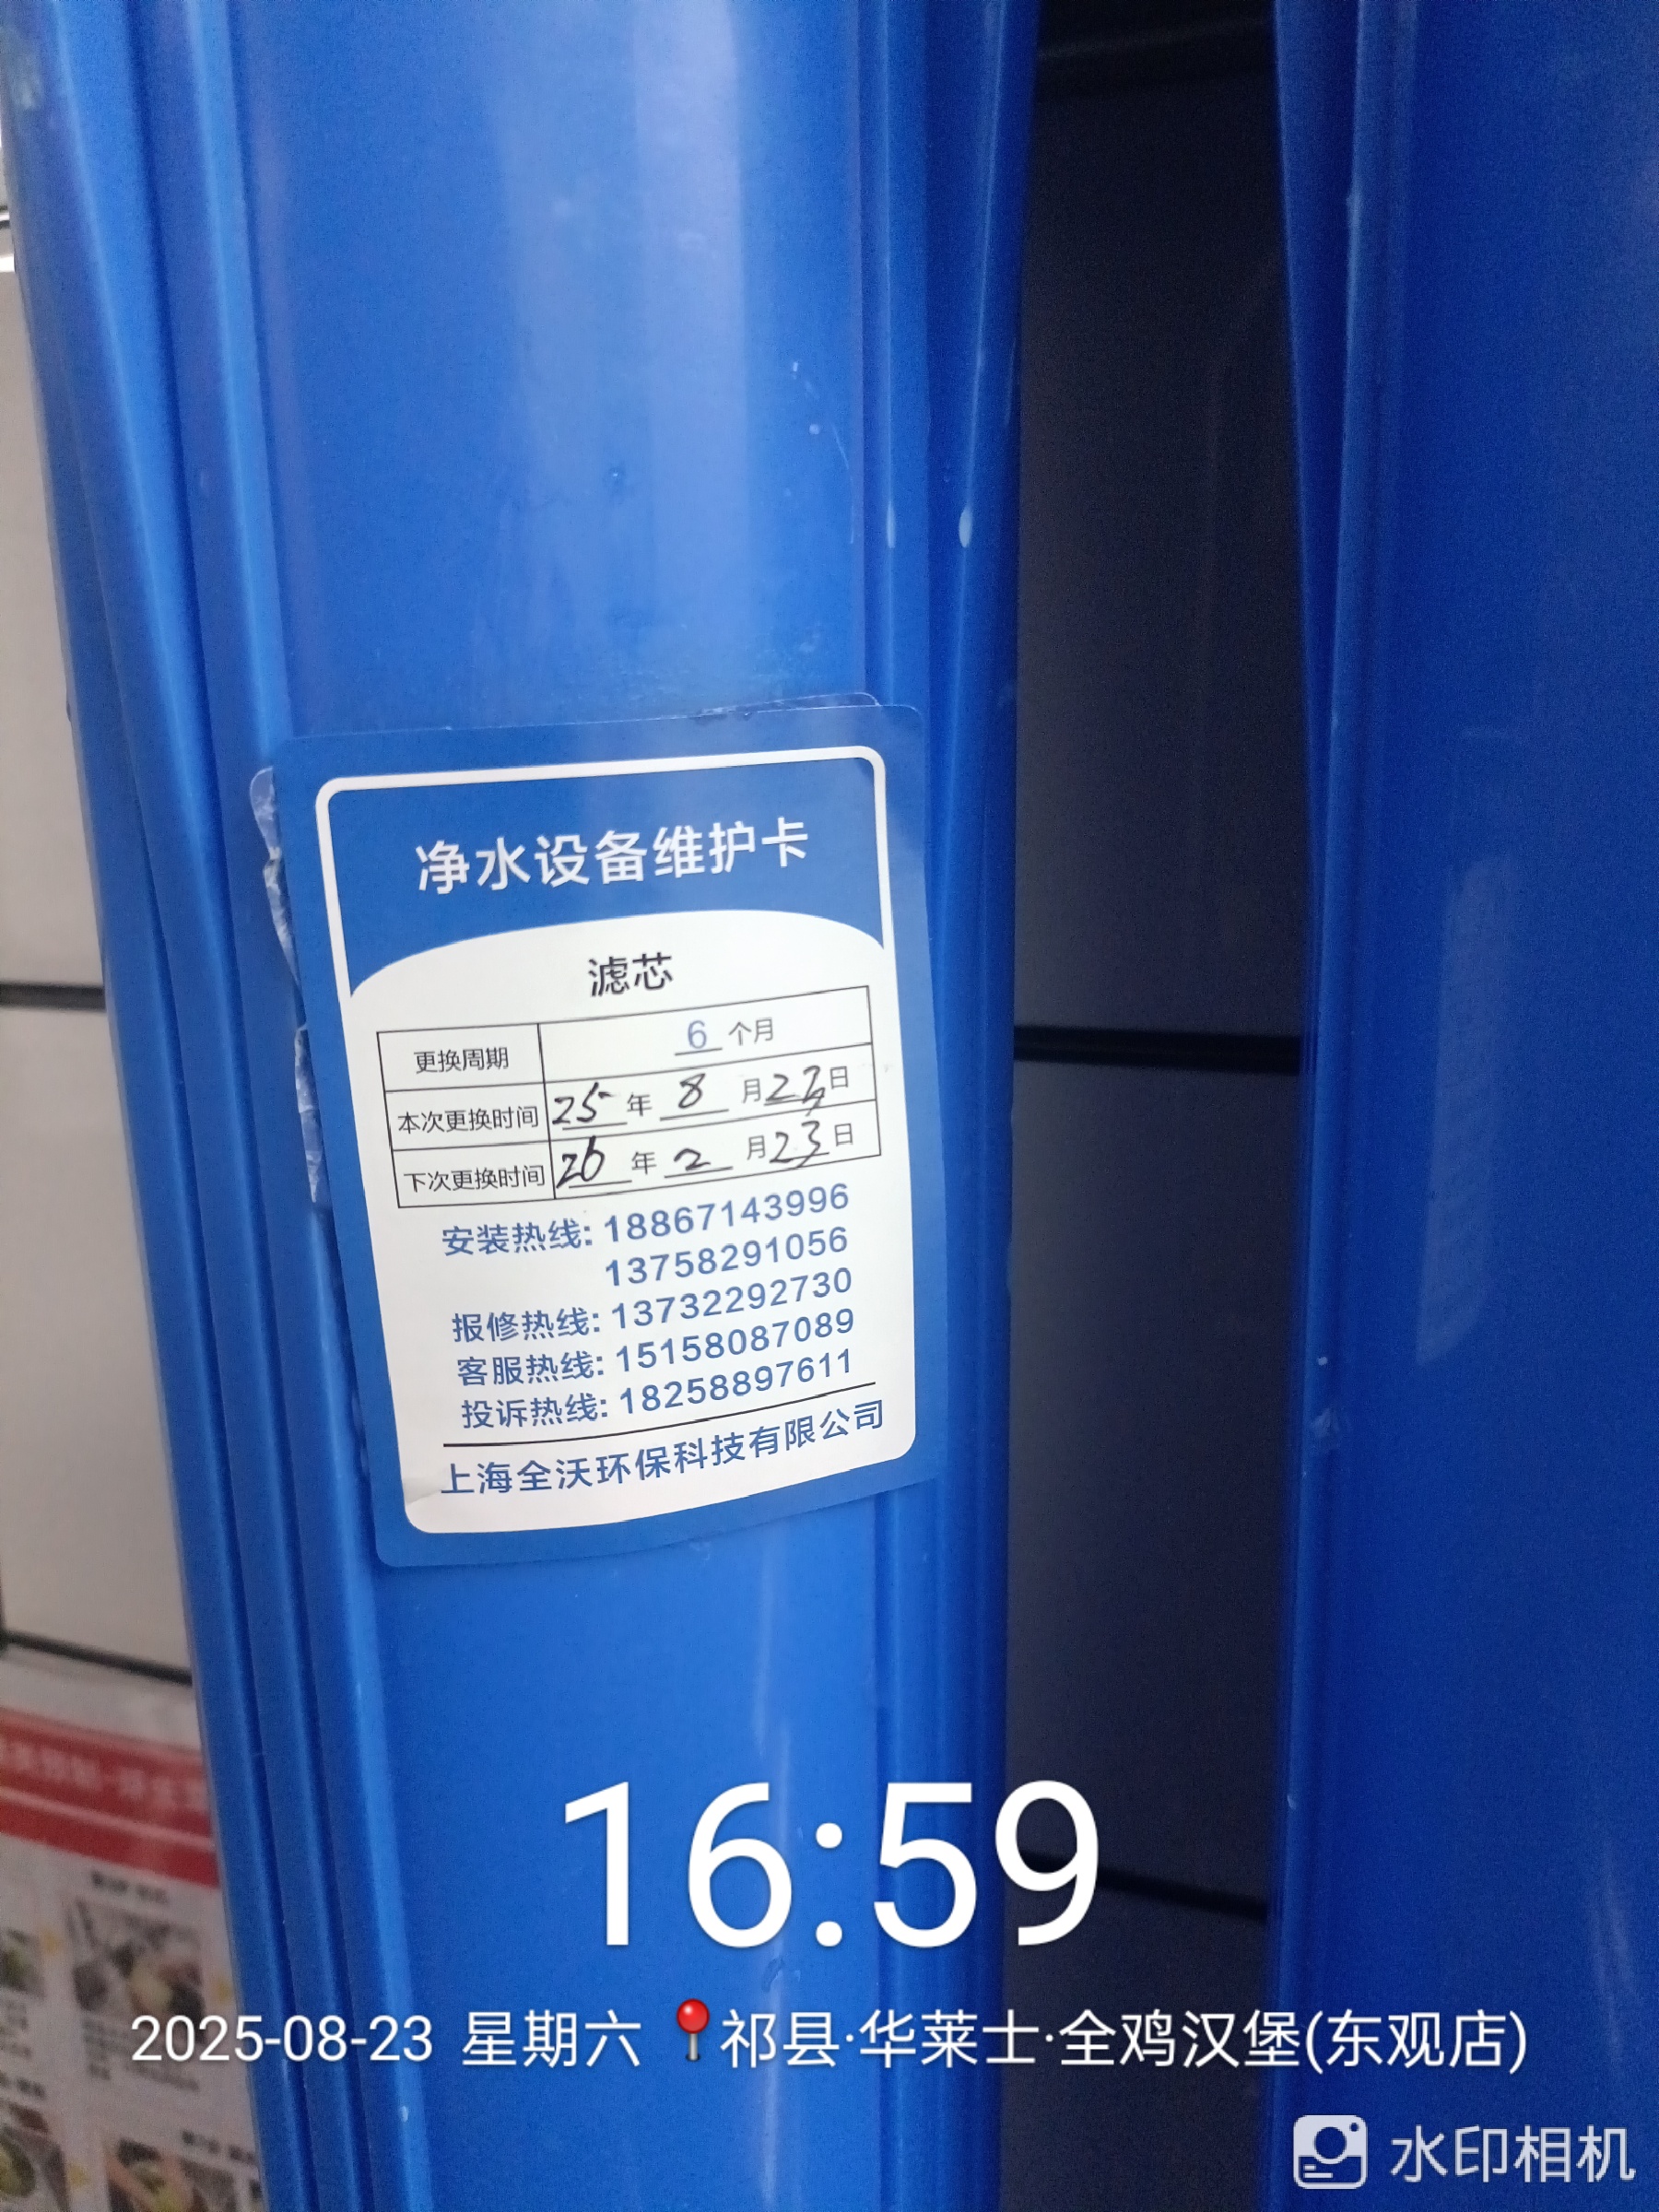 净水设备维护卡
滤芯
更换周期 6 个月
本次更换时间 25 年 8 月 23 日
下次更换时间 26 年 2 月 23 日
安装热线: 18867143996
13758291056
报修热线: 13732292730
客服热线: 15158087089
投诉热线: 18258897611
上海全沃环保科技有限公司
16:59
2025-08-23 星期六 祁县·华莱士·全鸡汉堡(东观店)
水印相机